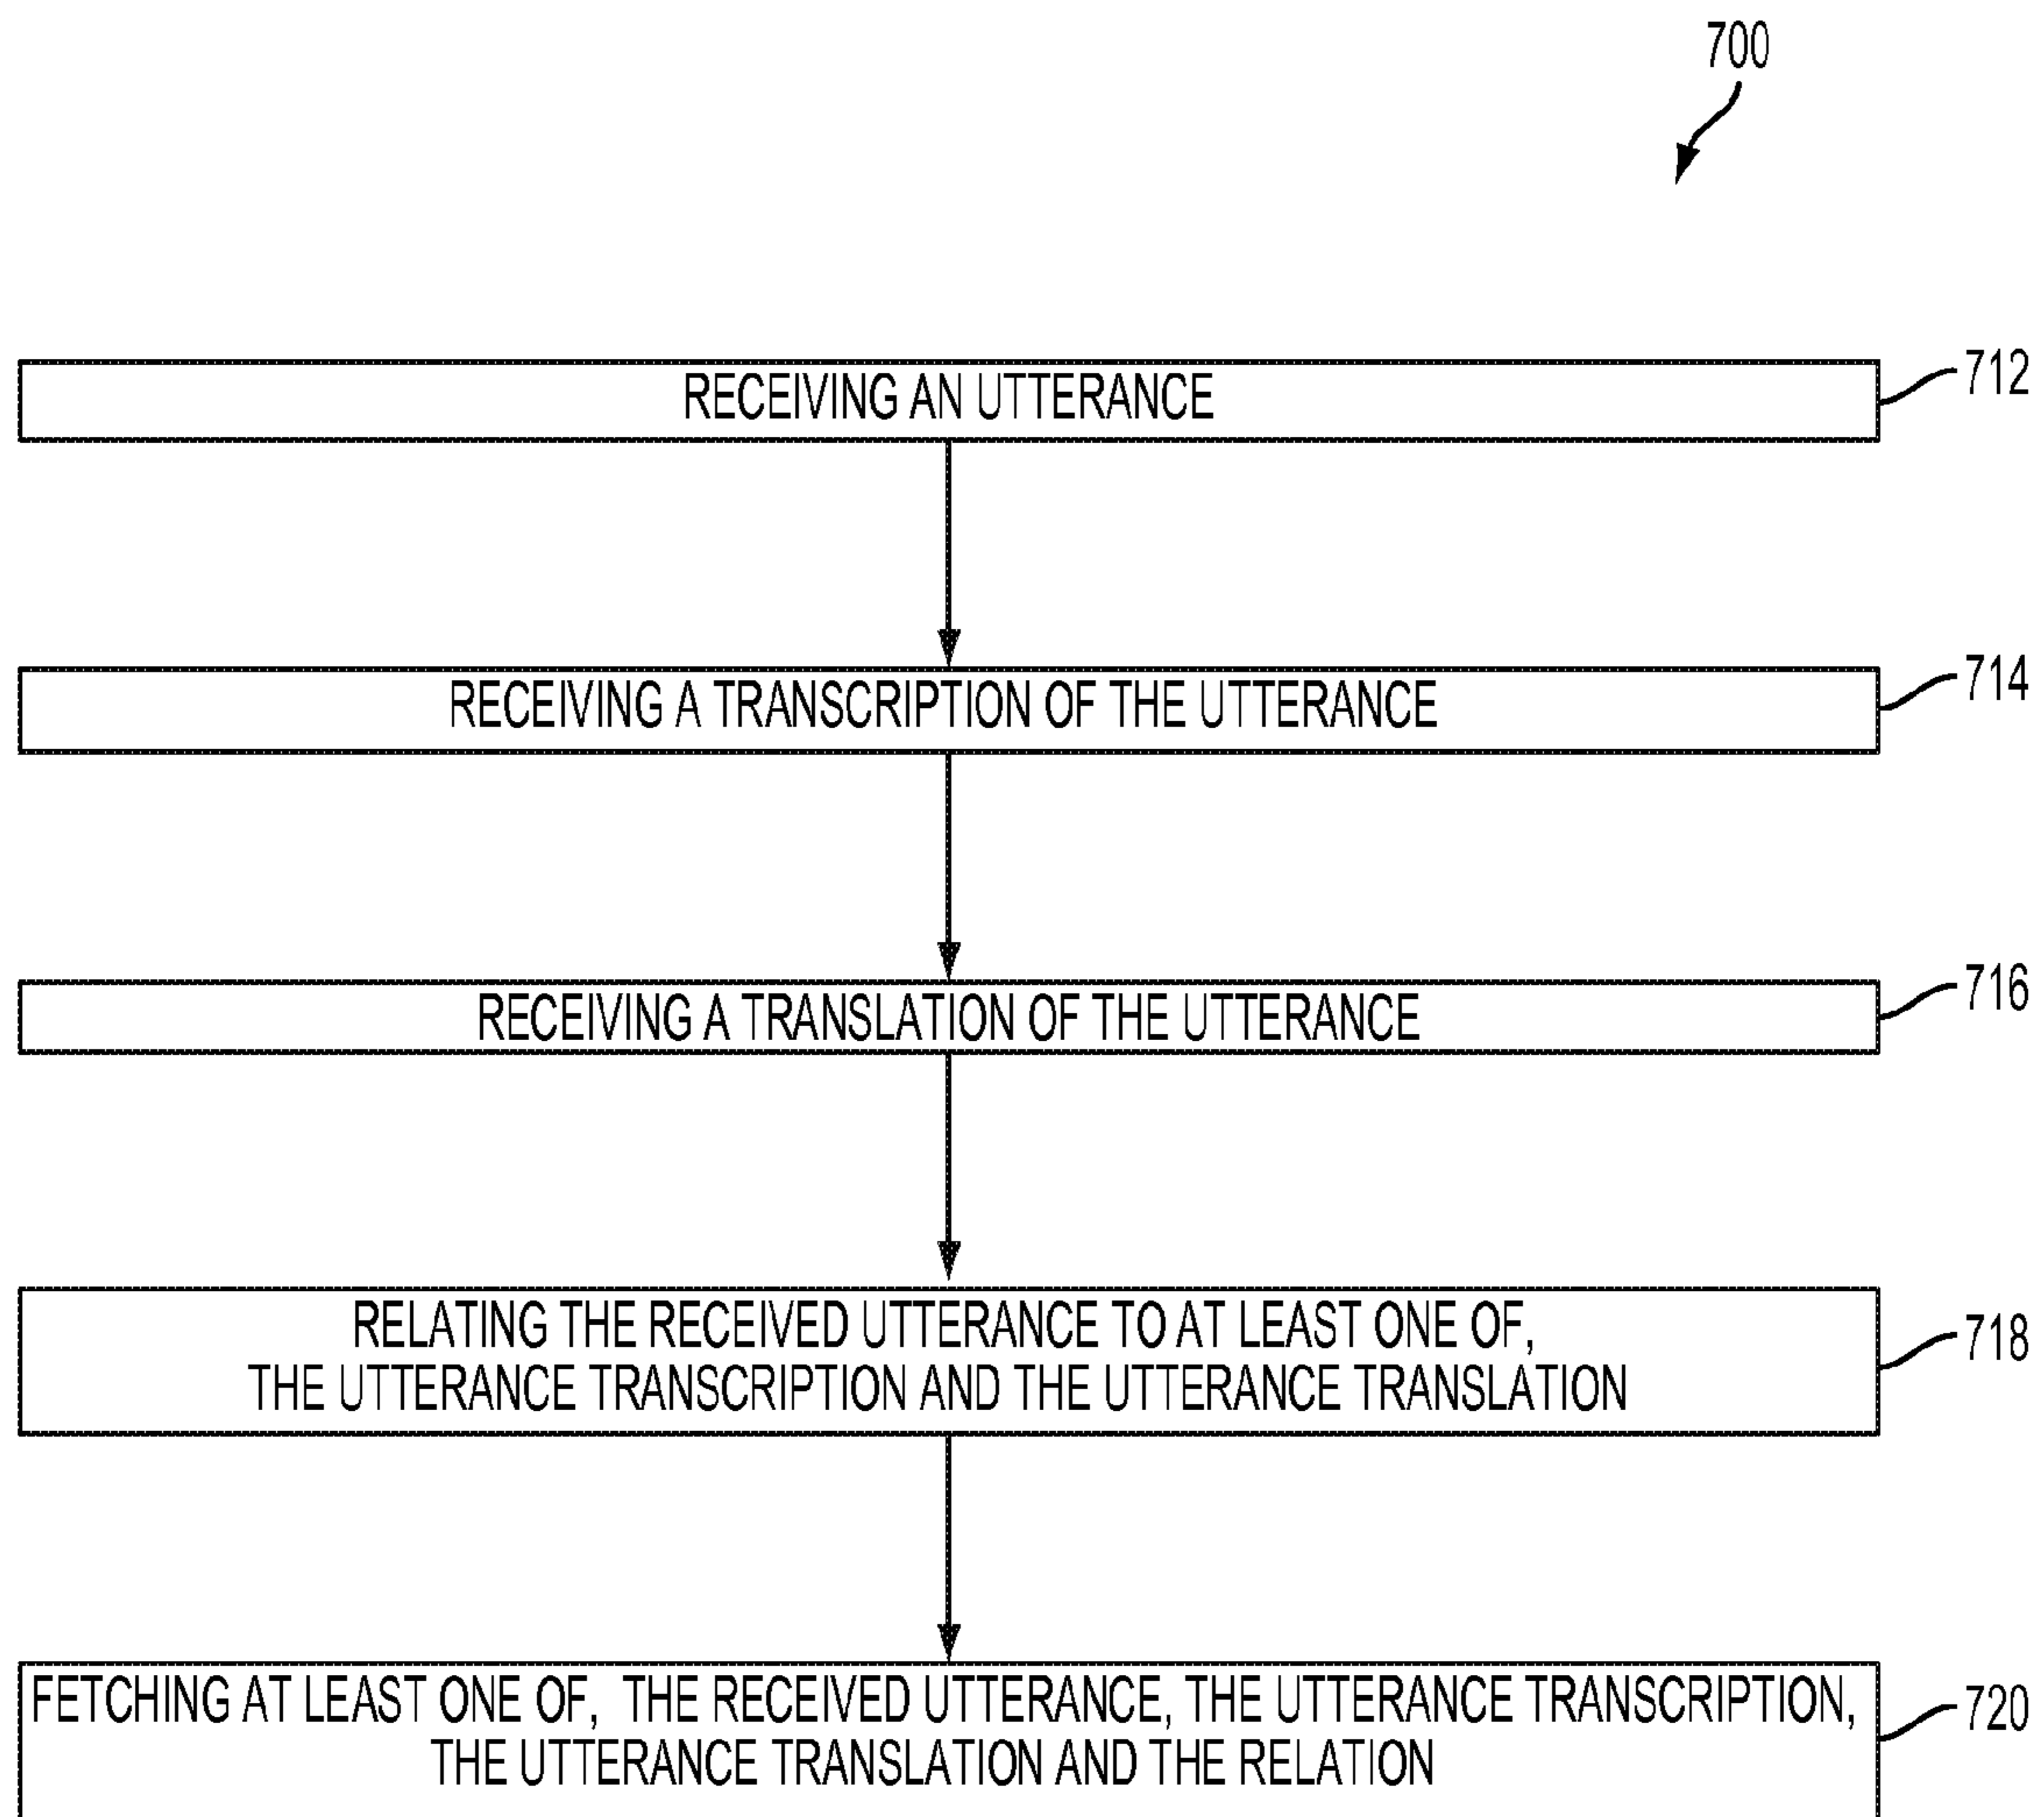 700
RECEIVING AN UTTERANCE
712
RECEIVING A TRANSCRIPTION OF THE UTTERANCE
714
RECEIVING A TRANSLATION OF THE UTTERANCE
716
RELATING THE RECEIVED UTTERANCE TO AT LEAST ONE OF,
THE UTTERANCE TRANSCRIPTION AND THE UTTERANCE TRANSLATION
718
FETCHING AT LEAST ONE OF, THE RECEIVED UTTERANCE, THE UTTERANCE TRANSCRIPTION,
THE UTTERANCE TRANSLATION AND THE RELATION
720